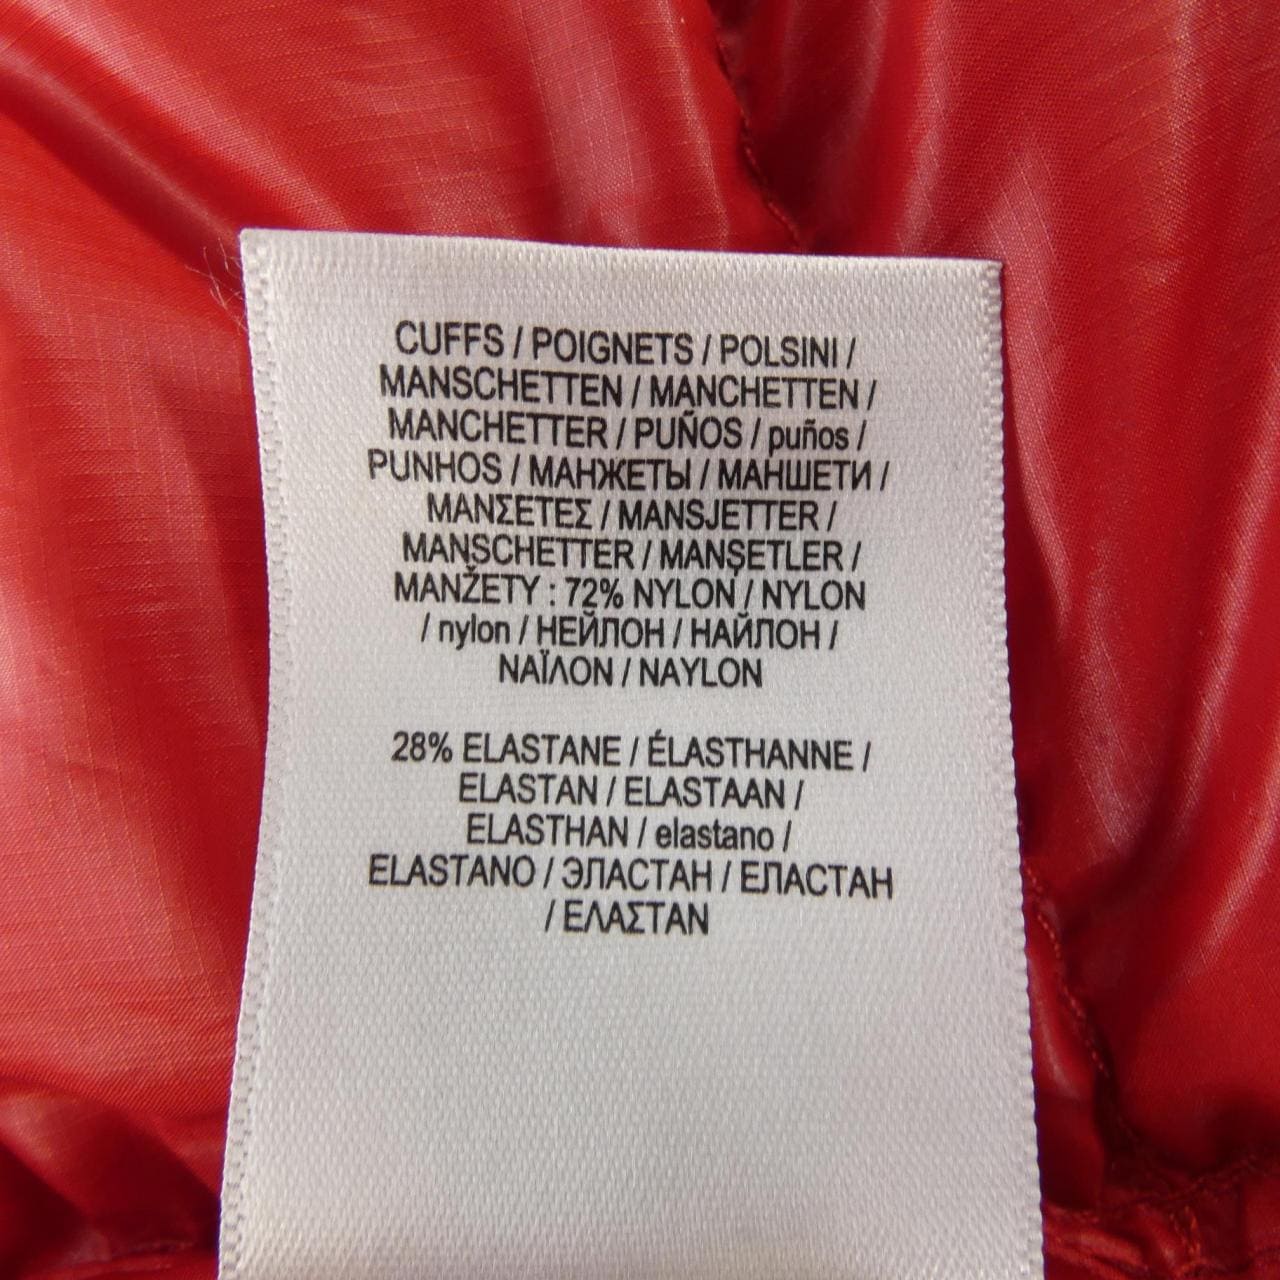 CUFFS / POIGNETS / POLSINI /
MANSCHETTEN / MANCHETTEN /
MANCHETTER / PUÑOS / puños /
PUNHOS / МАНЖЕТЫ / МАНШЕТИ /
ΜΑΝΣΕΤΕΣ / MANSJETTER /
MANSCHETTER / MANŞETLER /
MANŽETY : 72% NYLON / NYLON
/ nylon / НЕЙЛОН / НАЙЛОН /
ΝΑΪΛΟΝ / NAYLON
28% ELASTANE / ÉLASTHANNE /
ELASTAN / ELASTAAN /
ELASTHAN / elastano /
ELASTANO / ЭЛАСТАН / ЕЛАСТАН
/ ΕΛΑΣΤΑΝ